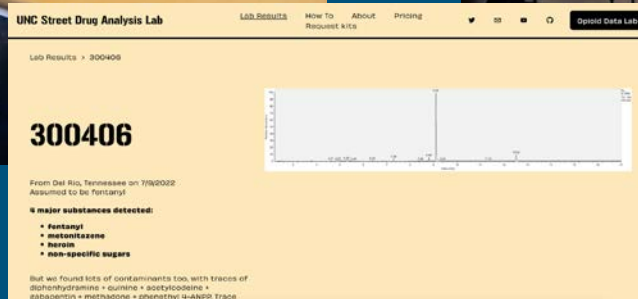 UNC Street Drug Analysis Lab
Lab Results How To About Pricing
Request kits
Opioid Data Lab
Lab Results > 300406
300406
From Del Rio, Tennessee on 7/9/2022
Assumed to be fentanyl
4 major substances detected:
• fentanyl
• metonitazene
• heroin
• non-specific sugars
But we found lots of contaminants too, with traces of
diphenhydramine + quinine + acetylcodeine +
gabapentin + methadone + phenethyl 4-ANPP. Trace